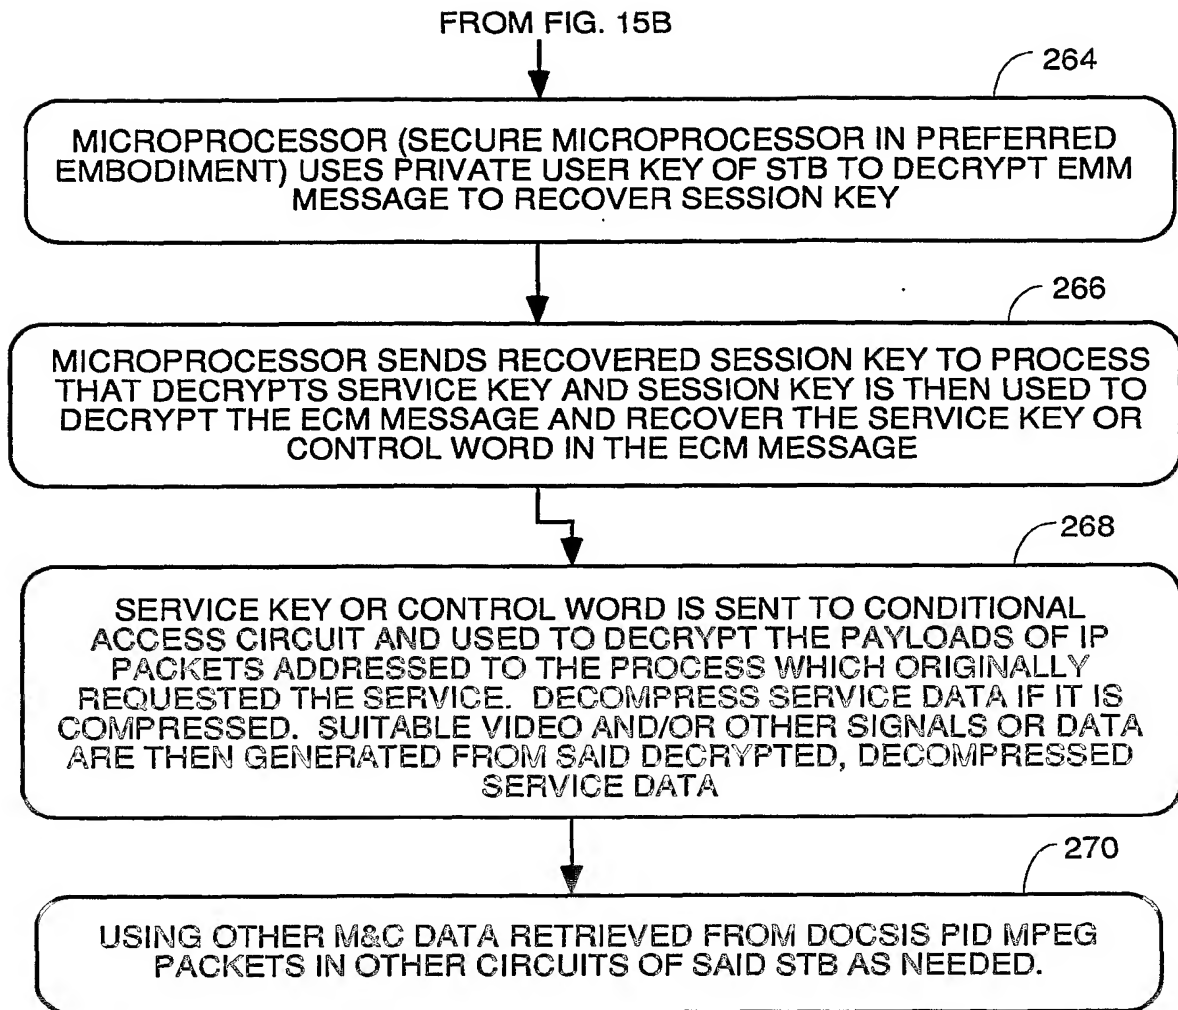 FROM FIG. 15B
264
MICROPROCESSOR (SECURE MICROPROCESSOR IN PREFERRED
EMBODIMENT) USES PRIVATE USER KEY OF STB TO DECRYPT EMM
MESSAGE TO RECOVER SESSION KEY
266
MICROPROCESSOR SENDS RECOVERED SESSION KEY TO PROCESS
THAT DECRYPTS SERVICE KEY AND SESSION KEY IS THEN USED TO
DECRYPT THE ECM MESSAGE AND RECOVER THE SERVICE KEY OR
CONTROL WORD IN THE ECM MESSAGE
268
SERVICE KEY OR CONTROL WORD IS SENT TO CONDITIONAL
ACCESS CIRCUIT AND USED TO DECRYPT THE PAYLOADS OF IP
PACKETS ADDRESSED TO THE PROCESS WHICH ORIGINALLY
REQUESTED THE SERVICE. DECOMPRESS SERVICE DATA IF IT IS
COMPRESSED. SUITABLE VIDEO AND/OR OTHER SIGNALS OR DATA
ARE THEN GENERATED FROM SAID DECRYPTED, DECOMPRESSED
SERVICE DATA
270
USING OTHER M&C DATA RETRIEVED FROM DOCSIS PID MPEG
PACKETS IN OTHER CIRCUITS OF SAID STB AS NEEDED.